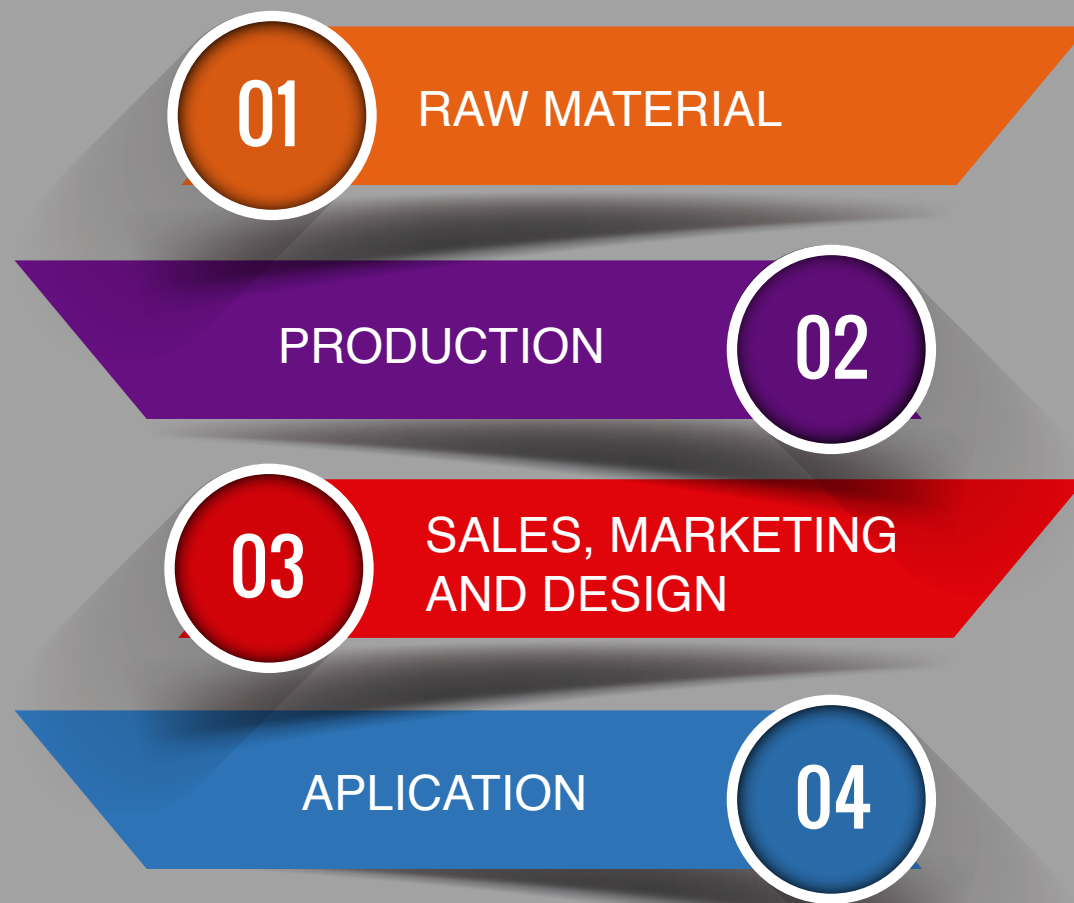 01
RAW MATERIAL
PRODUCTION
02
03
SALES, MARKETING
AND DESIGN
APLICATION
04